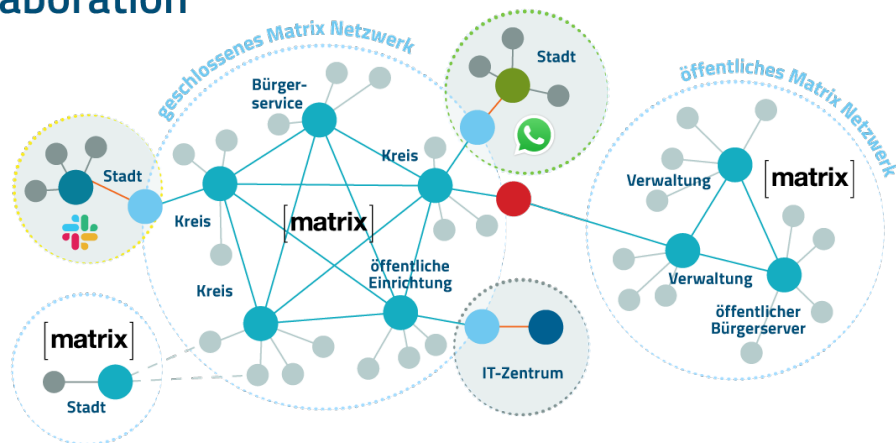 geschlossenes Matrix Netzwerk
Bürger-
service
Stadt
öffentliches Matrix Netzwerk
Kreis
Stadt
Verwaltung
[matrix]
Kreis
[matrix]
öffentliche
Einrichtung
Verwaltung
Kreis
öffentlicher
Bürgerserver
[matrix]
IT-Zentrum
Stadt